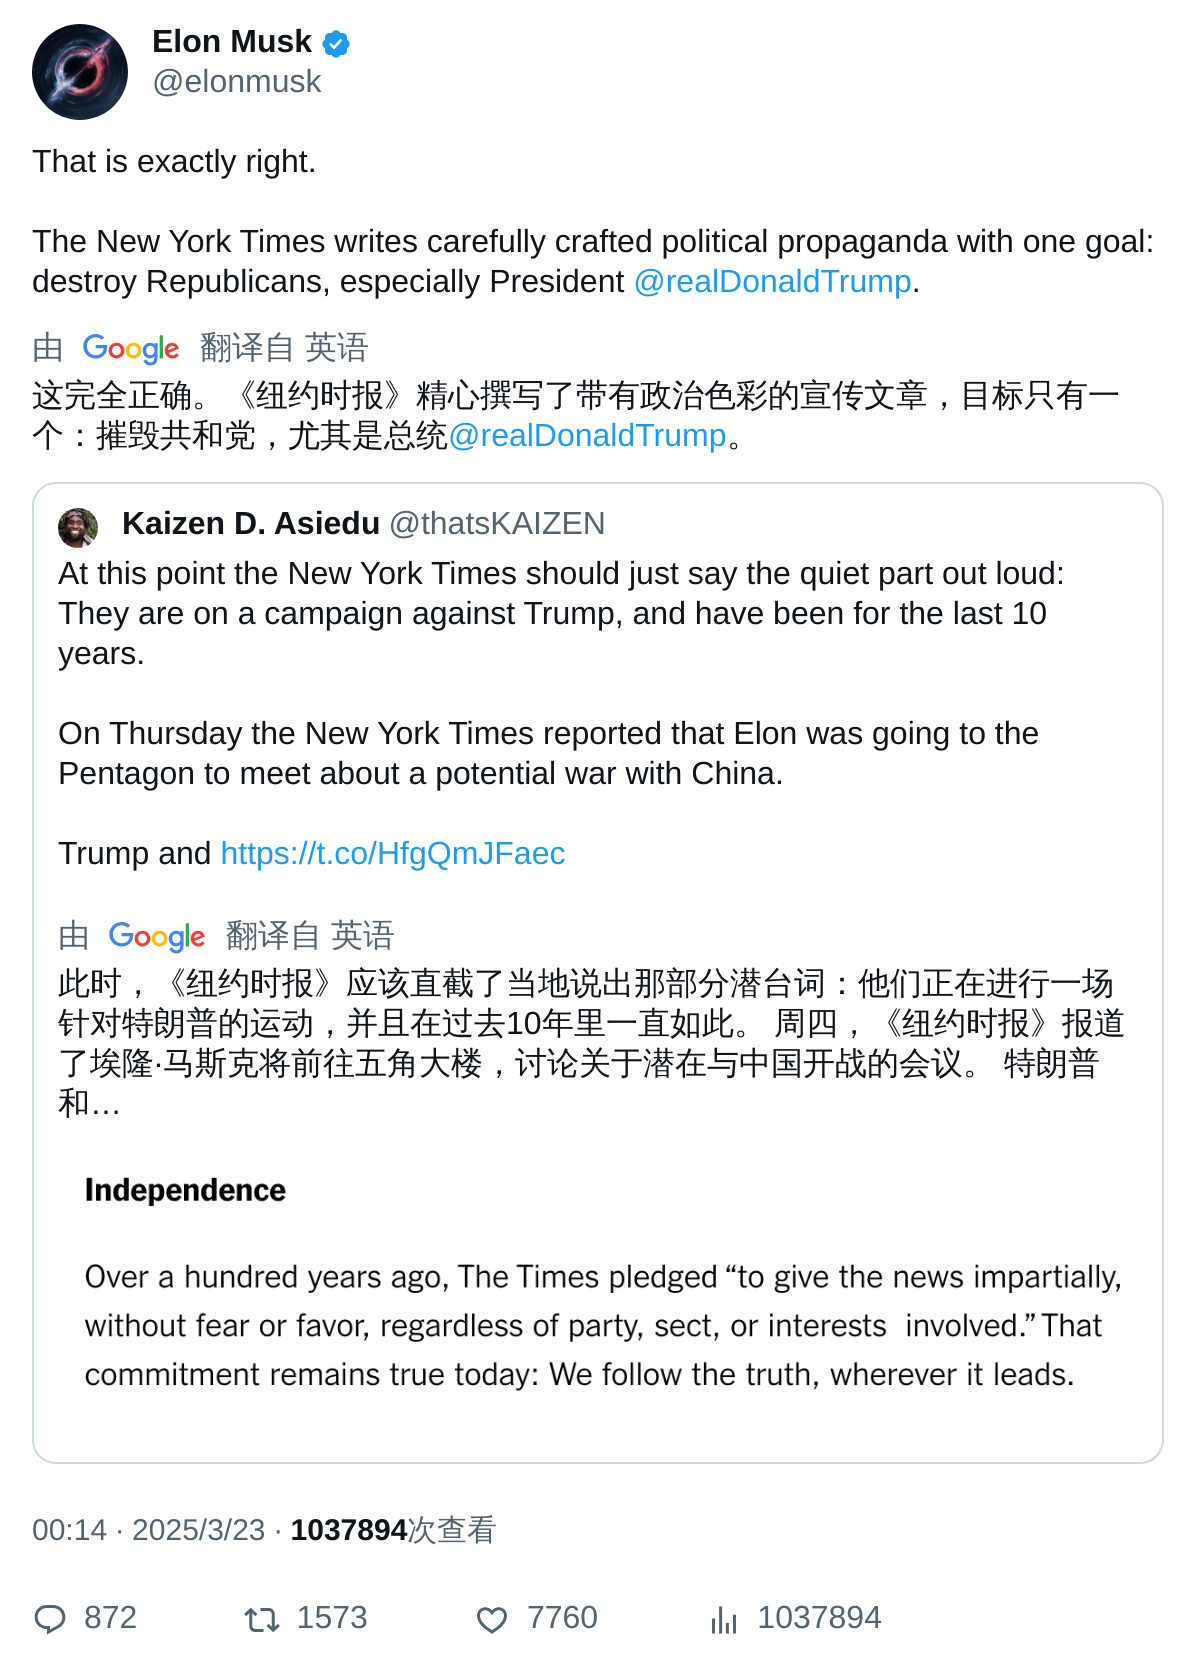 Elon Musk
@elonmusk
That is exactly right.
The New York Times writes carefully crafted political propaganda with one goal:
destroy Republicans, especially President @realDonaldTrump.
由 Google 翻译自 英语
这完全正确。《纽约时报》精心撰写了带有政治色彩的宣传文章，目标只有一
个：摧毁共和党，尤其是总统@realDonaldTrump。
Kaizen D. Asiedu @thatsKAIZEN
At this point the New York Times should just say the quiet part out loud:
They are on a campaign against Trump, and have been for the last 10
years.
On Thursday the New York Times reported that Elon was going to the
Pentagon to meet about a potential war with China.
Trump and https://t.co/HfgQmJFaec
由 Google 翻译自 英语
此时，《纽约时报》应该直截了当地说出那部分潜台词：他们正在进行一场
针对特朗普的运动，并且在过去10年里一直如此。 周四，《纽约时报》报道
了埃隆·马斯克将前往五角大楼，讨论关于潜在与中国开战的会议。 特朗普
和…
Independence
Over a hundred years ago, The Times pledged “to give the news impartially,
without fear or favor, regardless of party, sect, or interests involved.” That
commitment remains true today: We follow the truth, wherever it leads.
00:14 · 2025/3/23 · 1037894次查看
872 1573 7760 1037894